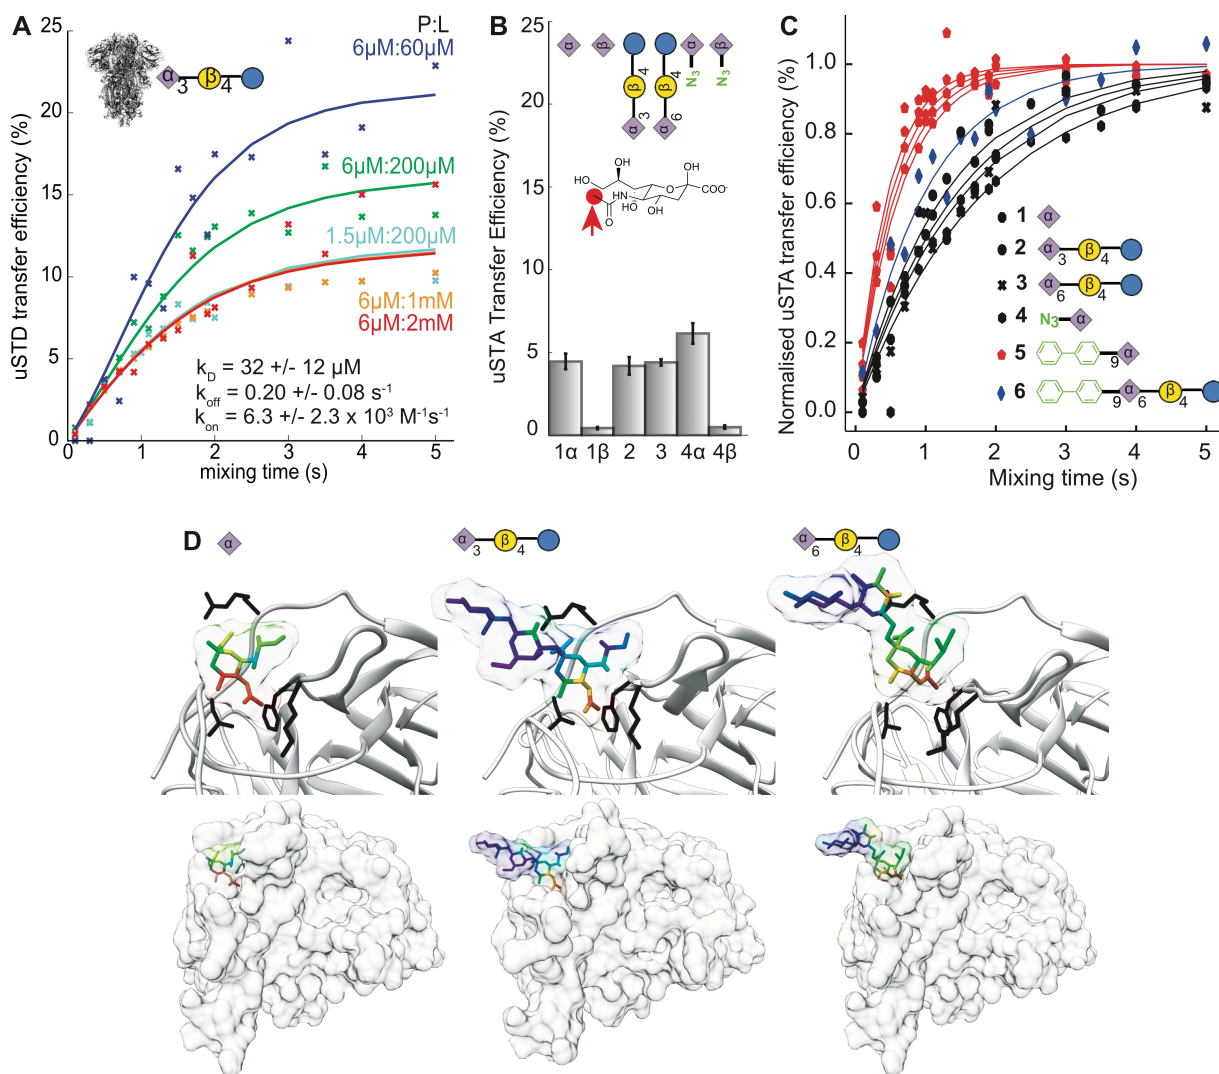 A
P:L
25
6μM:60μM
α
3
β
4
20
6μM:200μM
15
1.5μM:200μM
10
6μM:1mM
6μM:2mM
5
k_D = 32 +/- 12 μM
k_off = 0.20 +/- 0.08 s⁻¹
k_on = 6.3 +/- 2.3 x 10³ M⁻¹s⁻¹
0
0 1 2 3 4 5
mixing time (s)
uSTD transfer efficiency (%)
B
25
α β α β
4 4 N₃ N₃
β β
3 6
α α
20
15
OH
HO OH
HO HN O COO⁻
O HO OH
10
5
0
1α 1β 2 3 4α 4β
uSTA Transfer Efficiency (%)
C
1.0
0.8
0.6
0.4
0.2
0.0
1 α
2 α 3 β 4
3 α 6 β 4
4 N₃ α
5 9 α
6 9 α 6 β 4
0 1 2 3 4 5
Mixing time (s)
Normalised uSTA transfer efficiency (%)
D
α
α 3 β 4
α 6 β 4